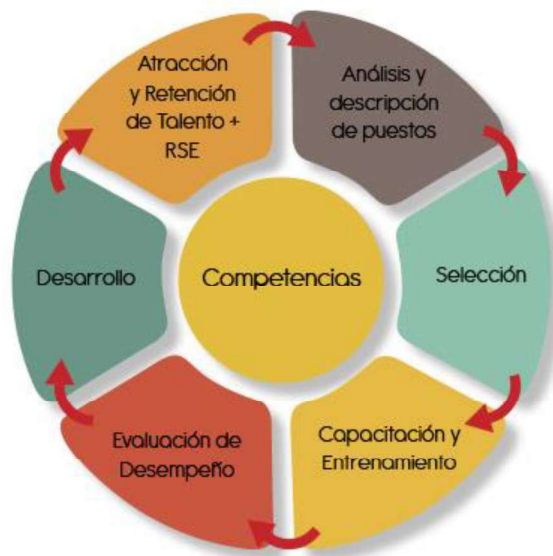 Atracción
y Retención
de Talento +
RSE
Análisis y
descripción
de puestos
Desarrollo
Competencias
Selección
Evaluación de
Desempeño
Capacitación y
Entrenamiento